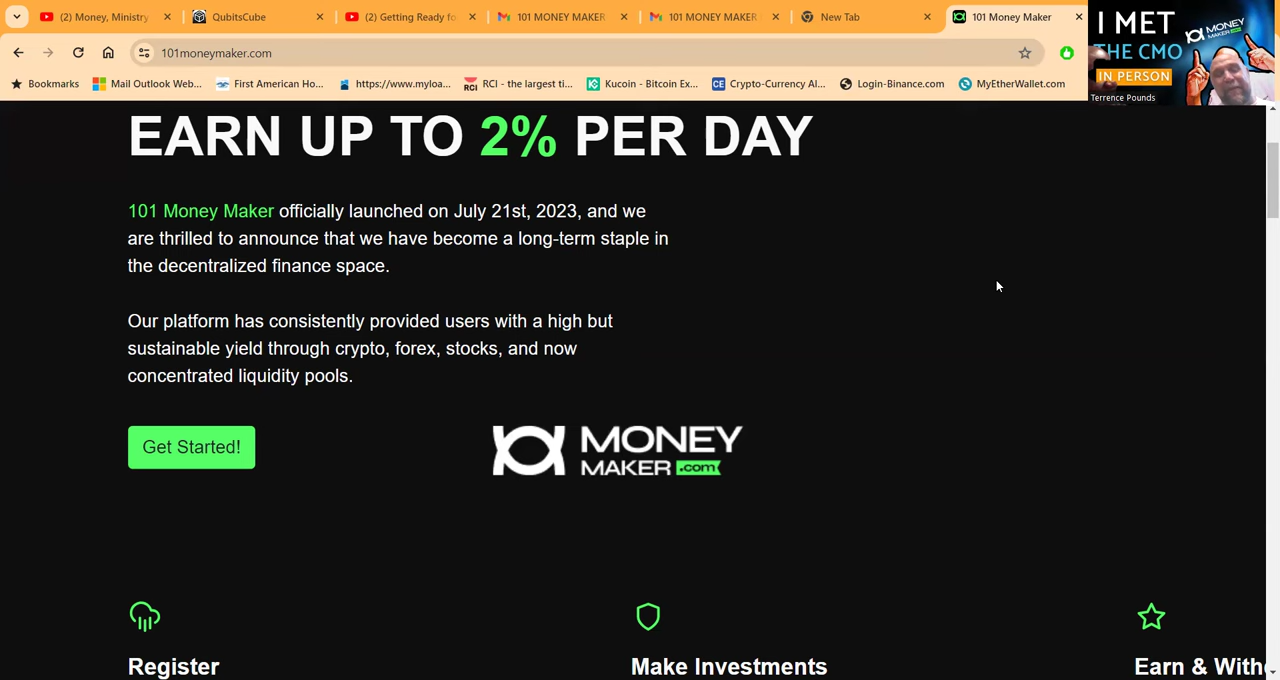 (2) Money, Ministry
QubitsCube
(2) Getting Ready fo
101 MONEY MAKER
101 MONEY MAKER
New Tab
101 Money Maker
101moneymaker.com
Bookmarks
Mail Outlook Web...
First American Ho...
https://www.myloa...
RCI - the largest ti...
Kucoin - Bitcoin Ex...
Crypto-Currency Al...
Login-Binance.com
MyEtherWallet.com
I MET
THE CMO
IN PERSON
MONEY
MAKER
Terrence Pounds
EARN UP TO 2% PER DAY
101 Money Maker officially launched on July 21st, 2023, and we
are thrilled to announce that we have become a long-term staple in
the decentralized finance space.
Our platform has consistently provided users with a high but
sustainable yield through crypto, forex, stocks, and now
concentrated liquidity pools.
Get Started!
101 MONEY
MAKER .com
Register
Make Investments
Earn & Withd